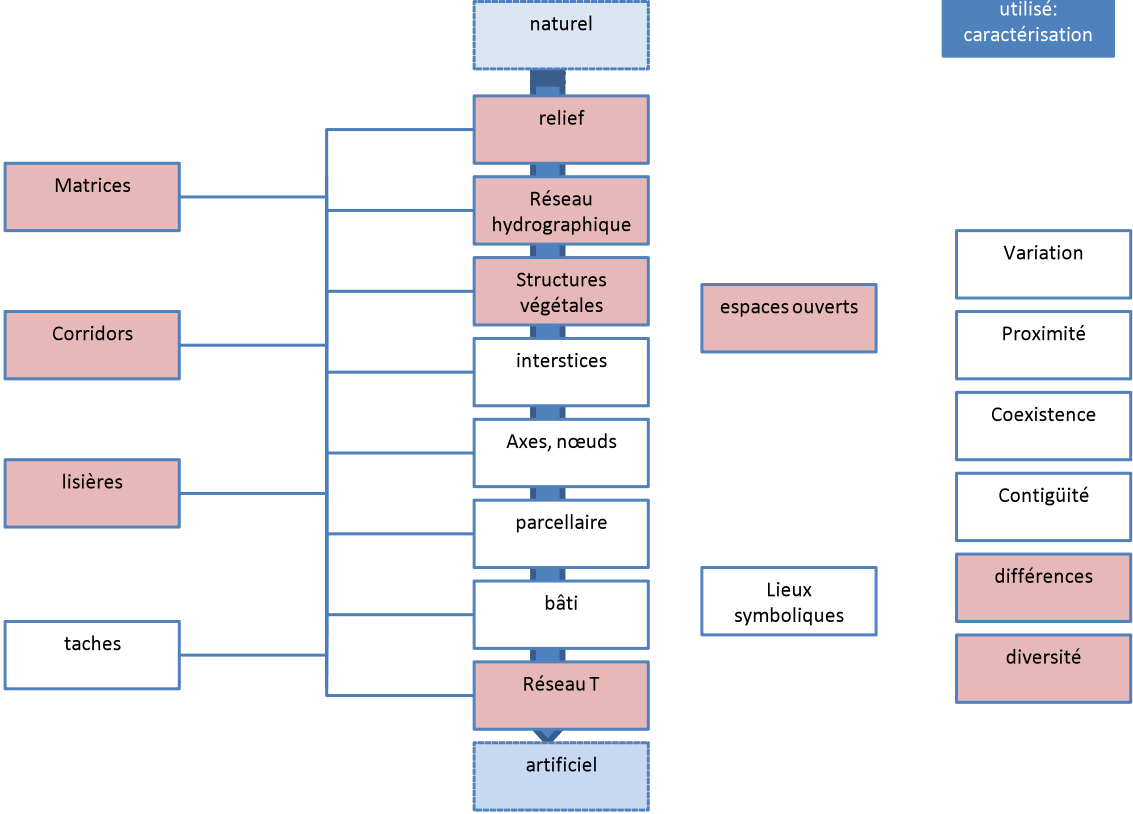 utilisé:
caractérisation
naturel
relief
Matrices
Réseau
hydrographique
Structures
végétales
espaces ouverts
Variation
Corridors
interstices
Proximité
Axes, nœuds
Coexistence
lisières
parcellaire
Contigüité
bâti
Lieux
symboliques
différences
taches
Réseau T
diversité
artificiel